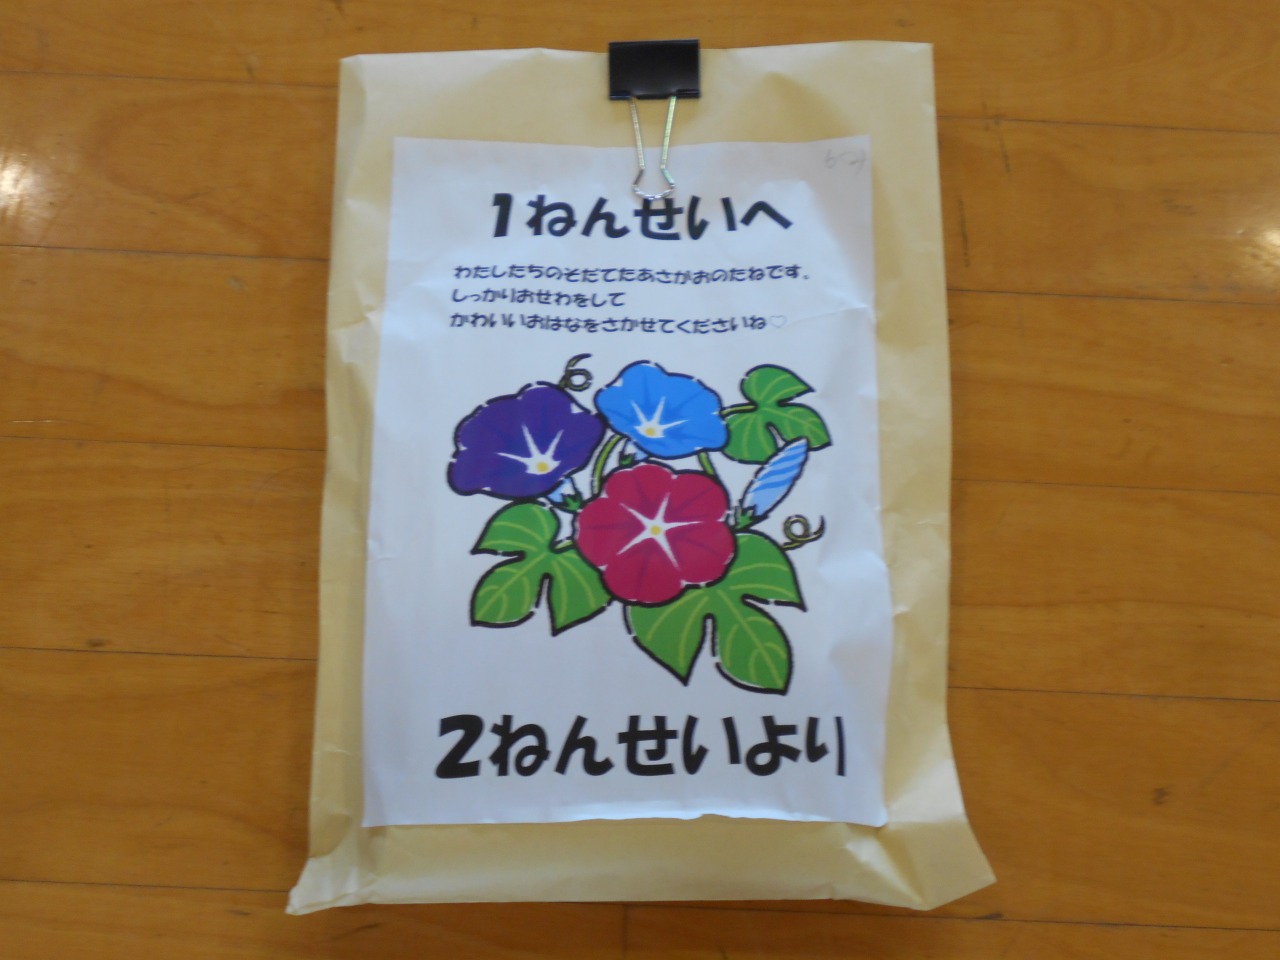 1ねんせいへ
わたしたちのそだてたあさがおのたねです。
しっかりおせわをして
かわいいおはなをさかせてくださいね♡
2ねんせいより